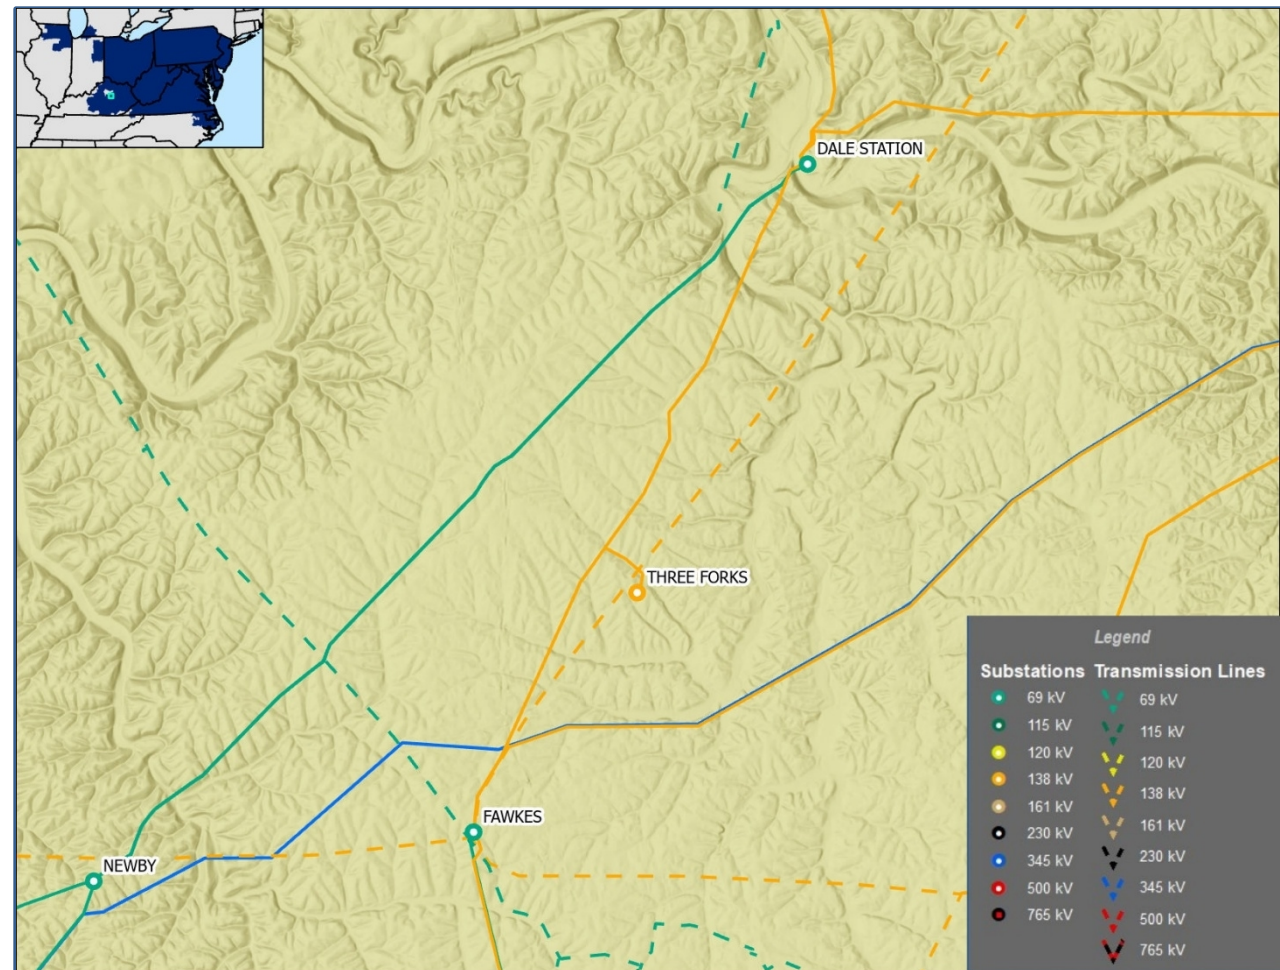 DALE STATION
THREE FORKS
FAWKES
NEWBY
Legend
Substations Transmission Lines
69 kV 69 kV
115 kV 115 kV
120 kV 120 kV
138 kV 138 kV
161 kV 161 kV
230 kV 230 kV
345 kV 345 kV
500 kV 500 kV
765 kV 765 kV